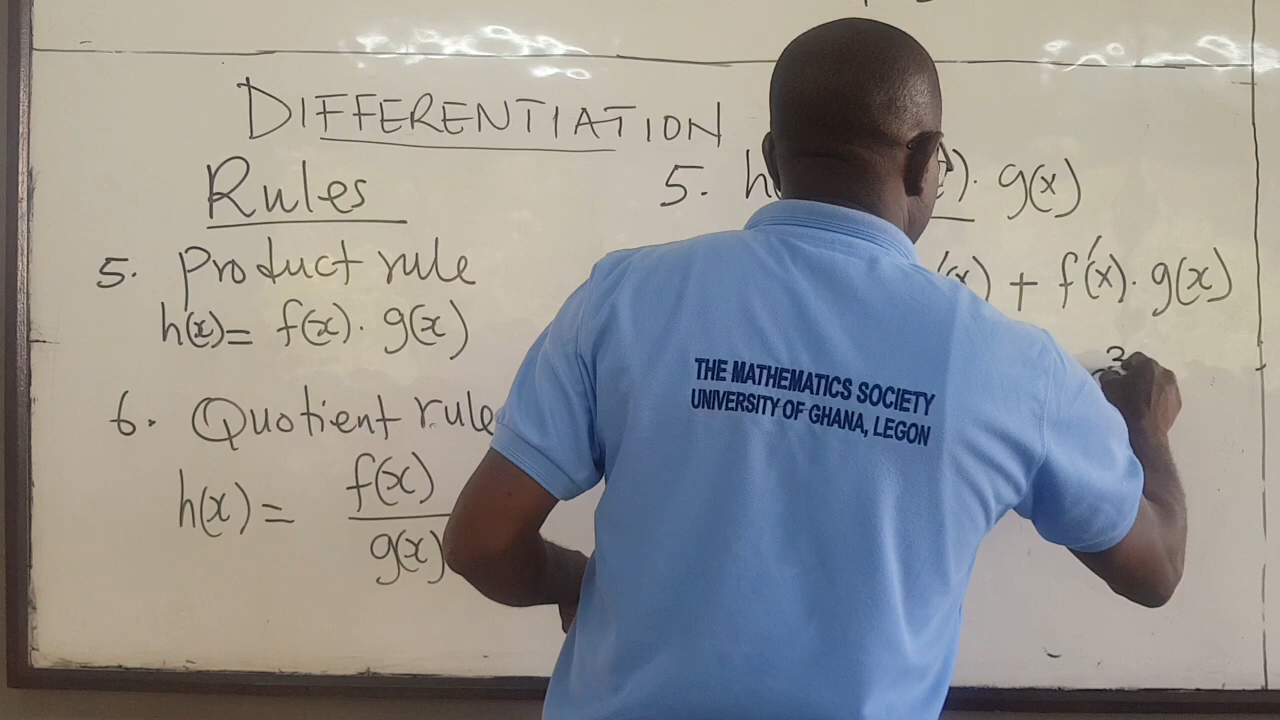 DIFFERENTIATION
Rules
5. Product rule
h(x) = f(x) · g(x)
6. Quotient rule
h(x) = f(x)
g(x)
5. h ). g(x)
'(x) + f'(x). g(x)
THE MATHEMATICS SOCIETY
UNIVERSITY OF GHANA, LEGON